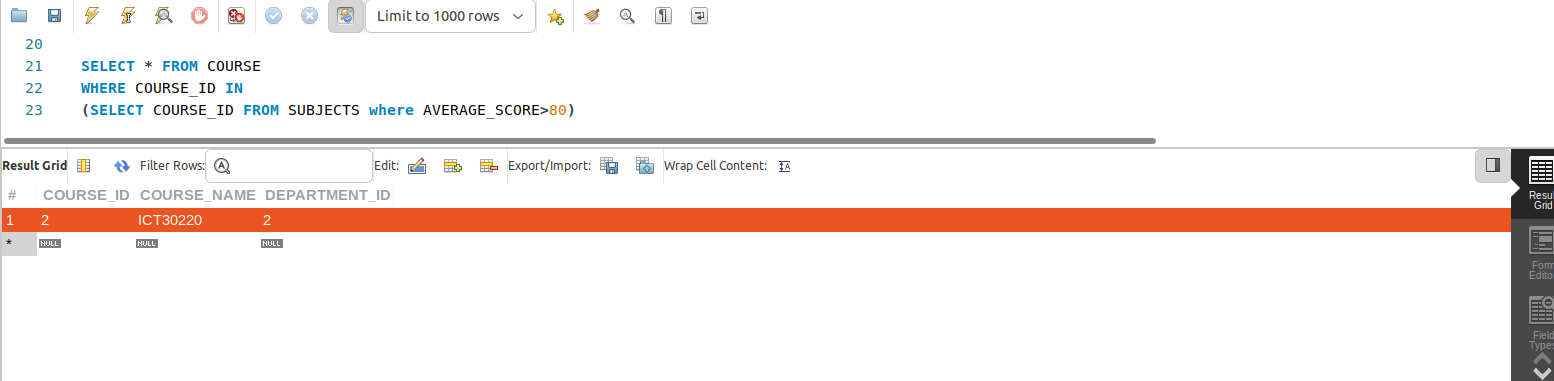 Limit to 1000 rows
20
21 SELECT * FROM COURSE
22 WHERE COURSE_ID IN
23 (SELECT COURSE_ID FROM SUBJECTS where AVERAGE_SCORE>80)
Result Grid Filter Rows: Edit: Export/Import: Wrap Cell Content:
# COURSE_ID COURSE_NAME DEPARTMENT_ID
1 2 ICT30220 2
* NULL NULL NULL
Resu
Grid
Form
Edito
Field
Types